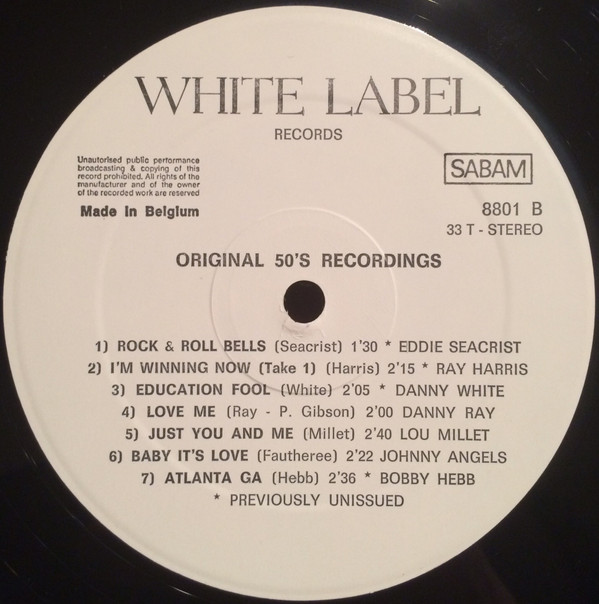 WHITE LABEL
RECORDS
Unautorised public performance
broadcasting & copying of this
record prohibited. All rights of the
manufacturer and of the owner
of the recorded work are reserved
Made in Belgium
SABAM
8801 B
33 T - STEREO
ORIGINAL 50'S RECORDINGS
1) ROCK & ROLL BELLS (Seacrist) 1'30 * EDDIE SEACRIST
2) I'M WINNING NOW (Take 1) (Harris) 2'15 * RAY HARRIS
3) EDUCATION FOOL (White) 2'05 * DANNY WHITE
4) LOVE ME (Ray - P. Gibson) 2'00 DANNY RAY
5) JUST YOU AND ME (Millet) 2'40 LOU MILLET
6) BABY IT'S LOVE (Fautheree) 2'22 JOHNNY ANGELS
7) ATLANTA GA (Hebb) 2'36 * BOBBY HEBB
* PREVIOUSLY UNISSUED